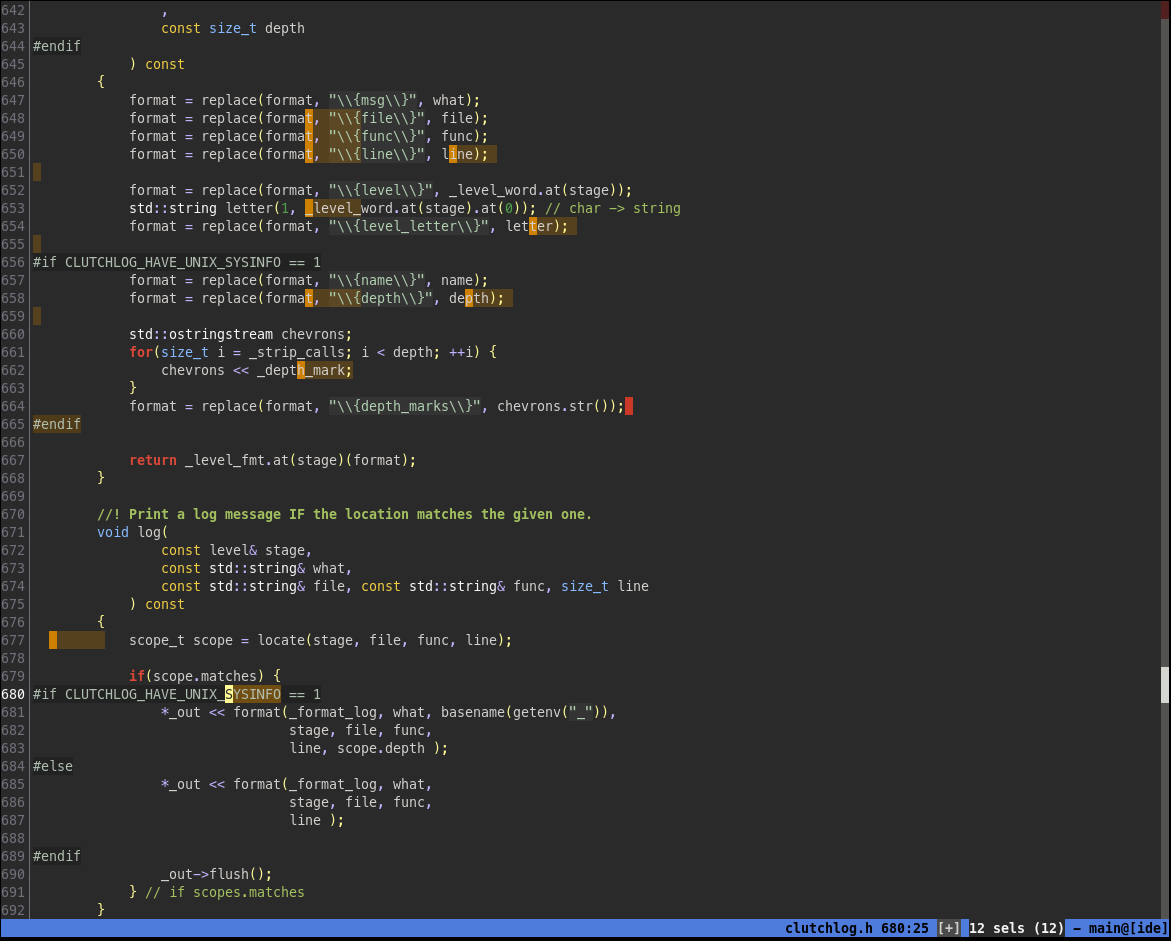 642                 ,
643                 const size_t depth
644 #endif
645             ) const
646         {
647             format = replace(format, "\\{msg\\}", what);
648             format = replace(format, "\\{file\\}", file);
649             format = replace(format, "\\{func\\}", func);
650             format = replace(format, "\\{line\\}", line);
651
652             format = replace(format, "\\{level\\}", _level_word.at(stage));
653             std::string letter(1, _level_word.at(stage).at(0)); // char -> string
654             format = replace(format, "\\{level_letter\\}", letter);
655
656 #if CLUTCHLOG_HAVE_UNIX_SYSINFO == 1
657             format = replace(format, "\\{name\\}", name);
658             format = replace(format, "\\{depth\\}", depth);
659
660             std::ostringstream chevrons;
661             for(size_t i = _strip_calls; i < depth; ++i) {
662                 chevrons << _depth_mark;
663             }
664             format = replace(format, "\\{depth_marks\\}", chevrons.str());
665 #endif
666
667             return _level_fmt.at(stage)(format);
668         }
669
670         //! Print a log message IF the location matches the given one.
671         void log(
672                 const level& stage,
673                 const std::string& what,
674                 const std::string& file, const std::string& func, size_t line
675             ) const
676         {
677             scope_t scope = locate(stage, file, func, line);
678
679             if(scope.matches) {
680 #if CLUTCHLOG_HAVE_UNIX_SYSINFO == 1
681                 *_out << format(_format_log, what, basename(getenv("_")),
682                                 stage, file, func,
683                                 line, scope.depth );
684 #else
685                 *_out << format(_format_log, what,
686                                 stage, file, func,
687                                 line );
688
689 #endif
690                 _out->flush();
691             } // if scopes.matches
692         }
clutchlog.h 680:25 [+] 12 sels (12) - main@[ide]